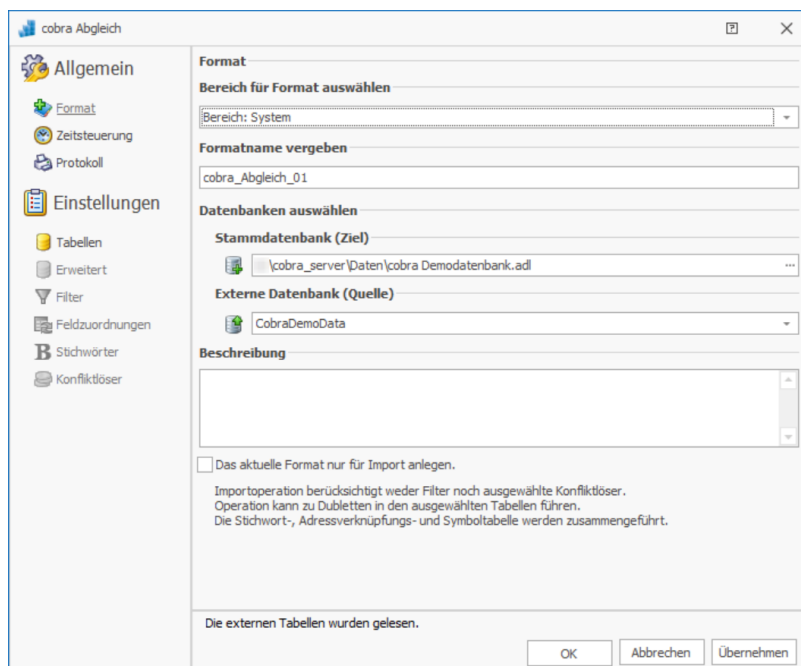 cobra Abgleich
Allgemein
Format
Zeitsteuerung
Protokoll
Einstellungen
Tabellen
Erweitert
Filter
Feldzuordnungen
Stichwörter
Konfliktlöser
Format
Bereich für Format auswählen
Bereich: System
Formatname vergeben
cobra_Abgleich_01
Datenbanken auswählen
Stammdatenbank (Ziel)
\cobra_server\Daten\cobra Demodatenbank.adl
Externe Datenbank (Quelle)
CobraDemoData
Beschreibung
Das aktuelle Format nur für Import anlegen.
Importoperation berücksichtigt weder Filter noch ausgewählte Konfliktlöser.
Operation kann zu Dubletten in den ausgewählten Tabellen führen.
Die Stichwort-, Adressverknüpfungs- und Symboltabelle werden zusammengeführt.
Die externen Tabellen wurden gelesen.
OK
Abbrechen
Übernehmen